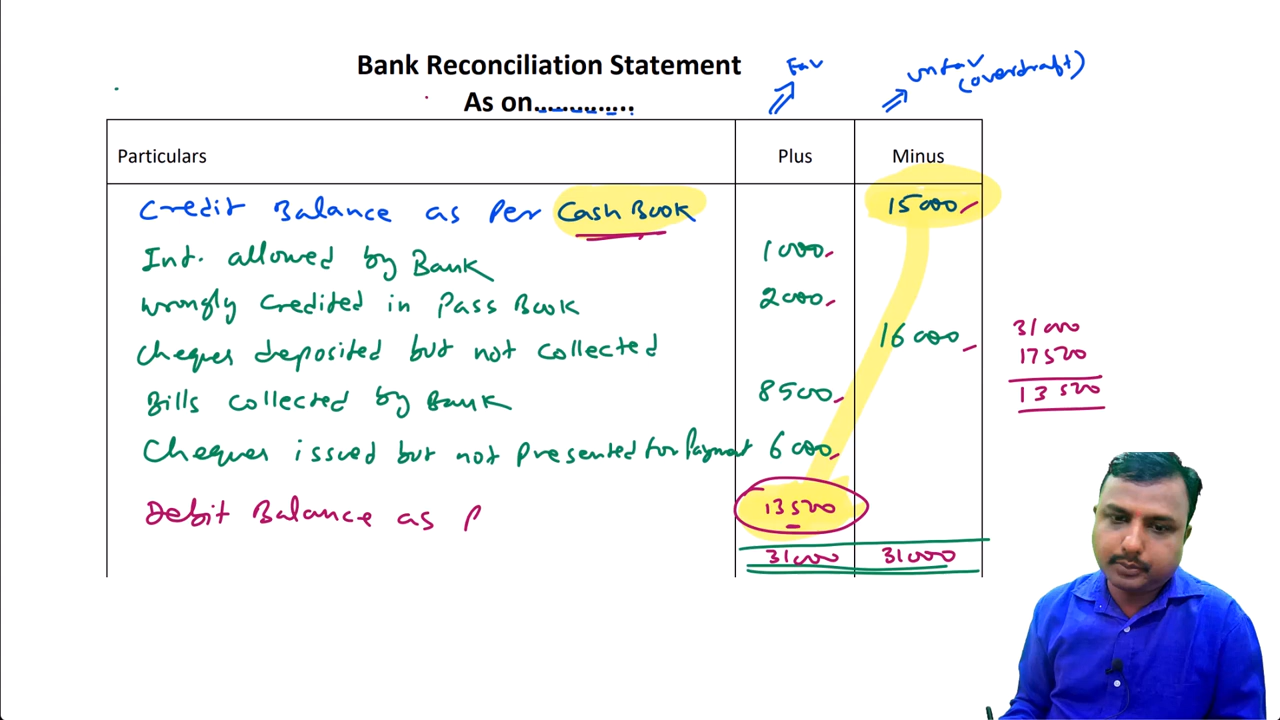 Bank Reconciliation Statement
As on............
Fav
unfav (overdraft)
Particulars Plus Minus
Credit Balance as Per Cash Book 15000
Int. allowed by Bank 1000
Wrongly Credited in Pass Book 2000
Cheques deposited but not collected 16000
Bills collected by Bank 8500
Cheques issued but not presented for Payment 6000
Debit Balance as P 13500
31000 31000
31000
17500
13500